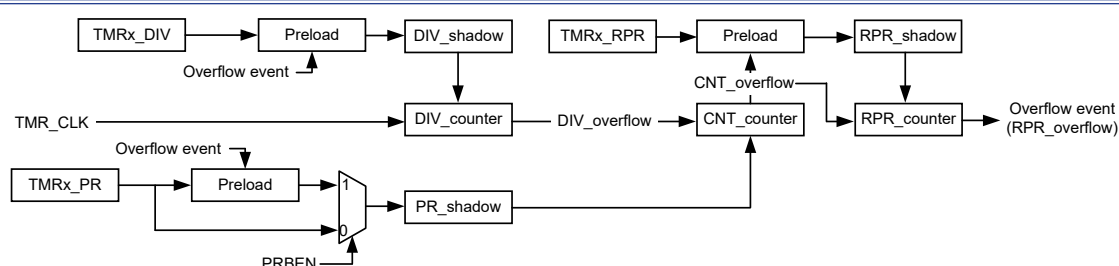 TMRx_DIV
Preload
DIV_shadow
TMRx_RPR
Preload
RPR_shadow
Overflow event
CNT_overflow
TMR_CLK
DIV_counter
DIV_overflow
CNT_counter
RPR_counter
Overflow event
(RPR_overflow)
Overflow event
TMRx_PR
Preload
1
PR_shadow
0
PRBEN